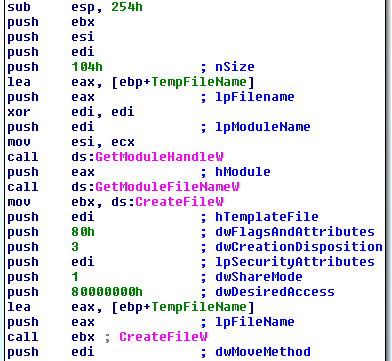 sub esp, 254h
push ebx
push esi
push edi
push 104h ; nSize
lea eax, [ebp+TempFileName]
push eax ; lpFilename
xor edi, edi
push edi ; lpModuleName
mov esi, ecx
call ds:GetModuleHandleW
push eax ; hModule
call ds:GetModuleFileNameW
mov ebx, ds:CreateFileW
push edi ; hTemplateFile
push 80h ; dwFlagsAndAttributes
push 3 ; dwCreationDisposition
push edi ; lpSecurityAttributes
push 1 ; dwShareMode
push 80000000h ; dwDesiredAccess
lea eax, [ebp+TempFileName]
push eax ; lpFileName
call ebx ; CreateFileW
push edi ; dwMoveMethod